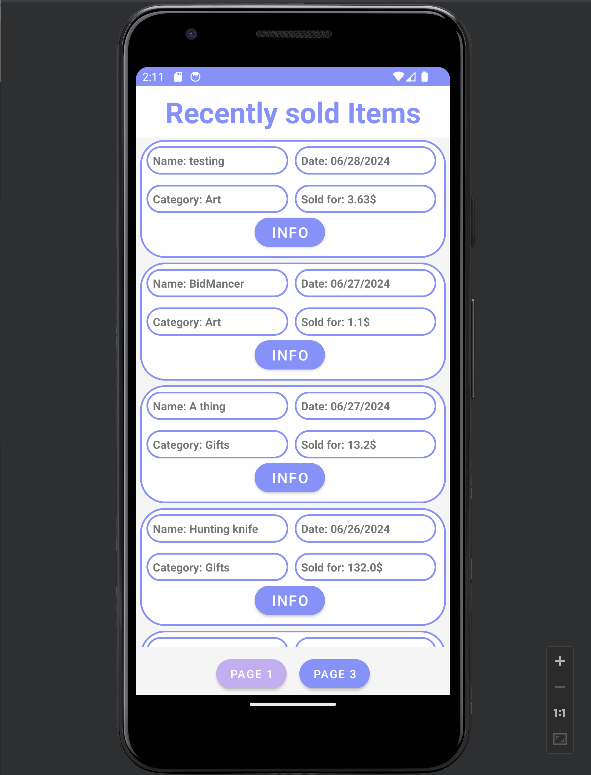 2:11
Recently sold Items
Name: testing
Date: 06/28/2024
Category: Art
Sold for: 3.63$
INFO
Name: BidMancer
Date: 06/27/2024
Category: Art
Sold for: 1.1$
INFO
Name: A thing
Date: 06/27/2024
Category: Gifts
Sold for: 13.2$
INFO
Name: Hunting knife
Date: 06/26/2024
Category: Gifts
Sold for: 132.0$
INFO
PAGE 1
PAGE 3
1:1